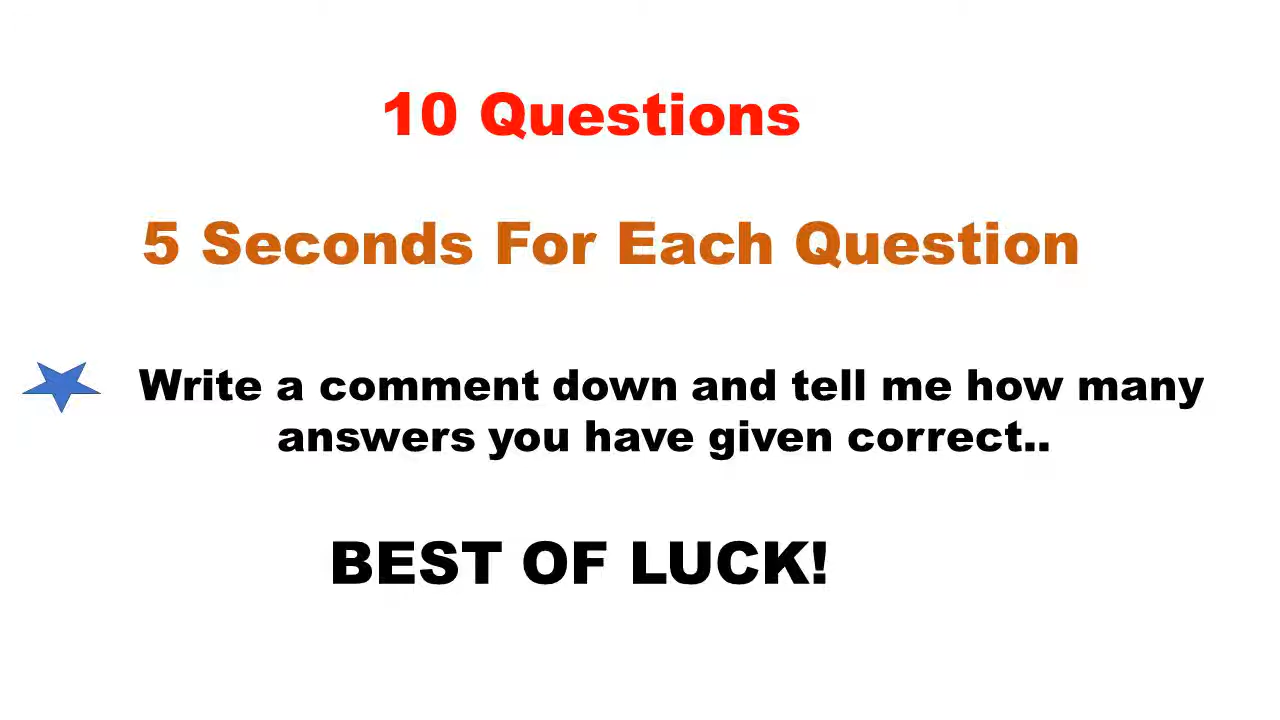 10 Questions
5 Seconds For Each Question
Write a comment down and tell me how many
answers you have given correct..
BEST OF LUCK!